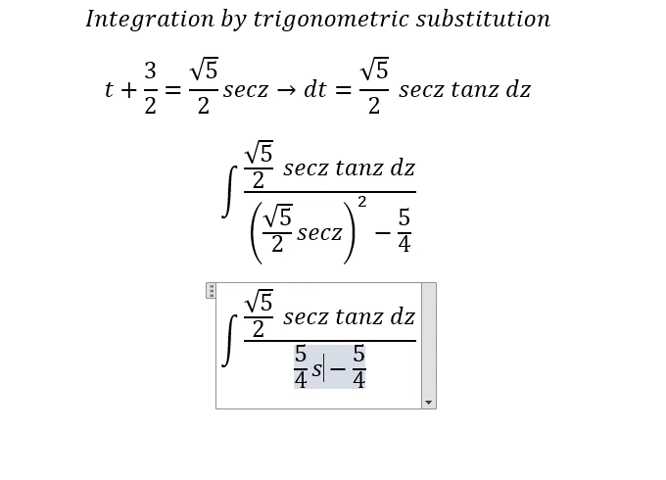 Integration by trigonometric substitution
t + 3/2 = √5/2 secz → dt = √5/2 secz tanz dz
∫ (√5/2 secz tanz dz) / ((√5/2 secz)² − 5/4)
∫ (√5/2 secz tanz dz) / (5/4 s − 5/4)